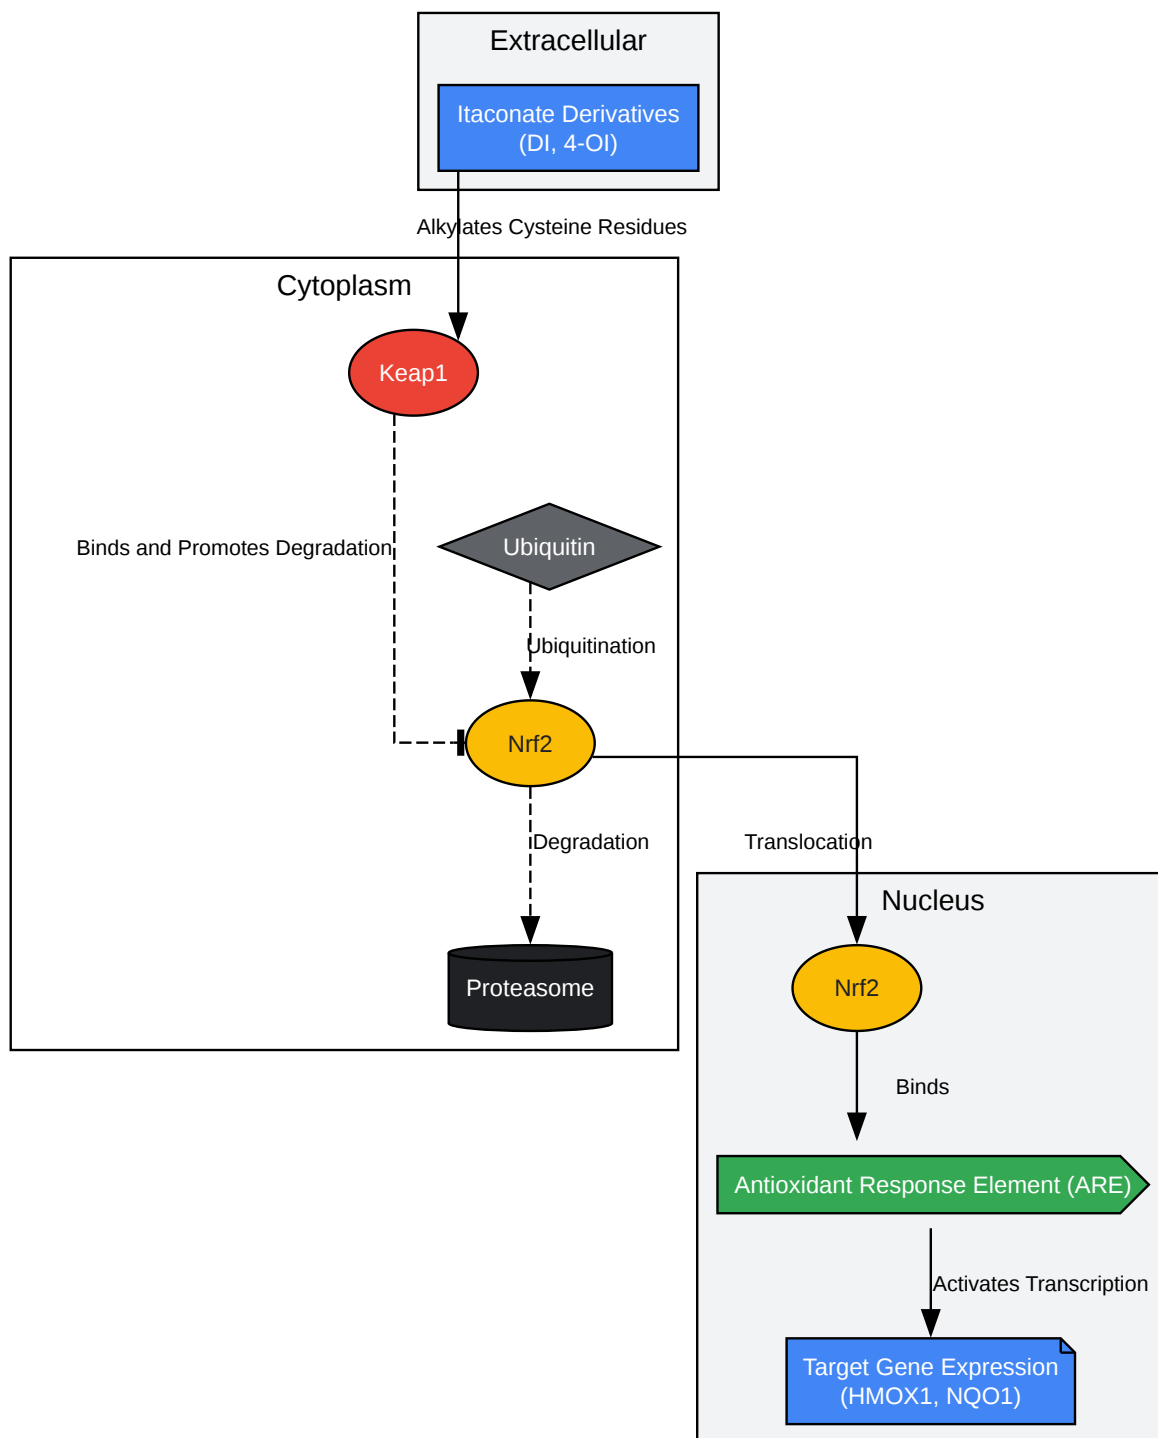 Extracellular
Itaconate Derivatives
(DI, 4-OI)
Alkylates Cysteine Residues
Cytoplasm
Keap1
Binds and Promotes Degradation
Ubiquitin
Ubiquitination
Nrf2
Degradation
Translocation
Nucleus
Proteasome
Nrf2
Binds
Antioxidant Response Element (ARE)
Activates Transcription
Target Gene Expression
(HMOX1, NQO1)